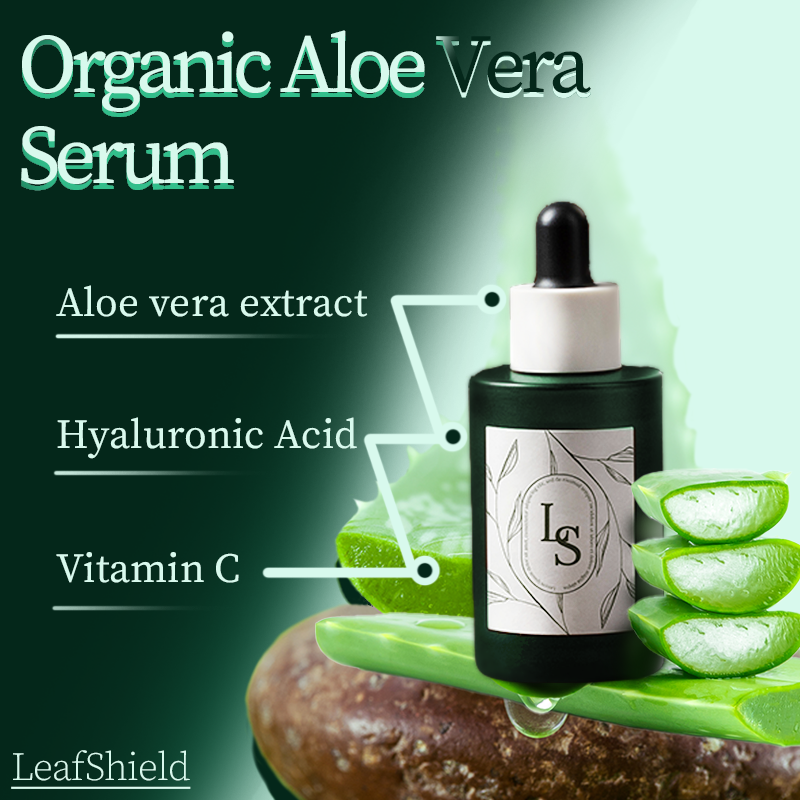 Organic Aloe Vera
Serum
Aloe vera extract
Hyaluronic Acid
Vitamin C
LS
LeafShield